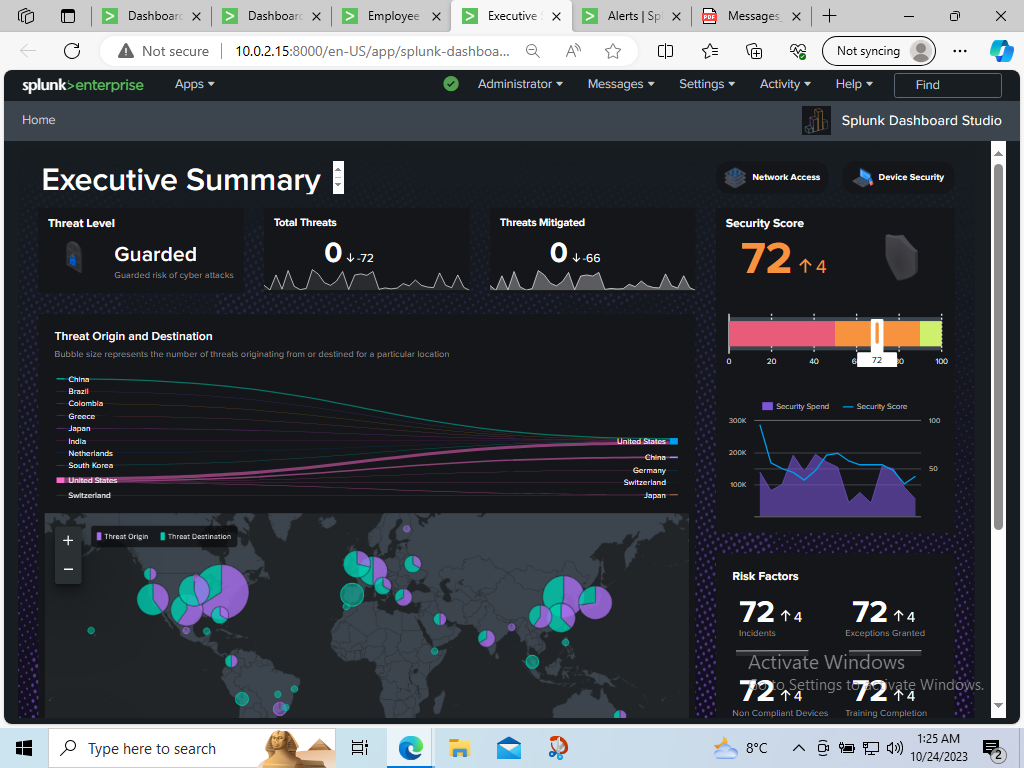 Dashboard
Dashboard
Employee
Executive S
Alerts | Spl
Messages_
Not secure
10.0.2.15:8000/en-US/app/splunk-dashboa...
Not syncing
splunk>enterprise
Apps
Administrator
Messages
Settings
Activity
Help
Find
Home
Splunk Dashboard Studio
Executive Summary
Network Access
Device Security
Threat Level
Guarded
Guarded risk of cyber attacks
Total Threats
0 ↓ -72
Threats Mitigated
0 ↓ -66
Security Score
72 ↑ 4
0 20 40 80 100
72
Threat Origin and Destination
Bubble size represents the number of threats originating from or destined for a particular location
China
Brazil
Colombia
Greece
Japan
India
Netherlands
South Korea
United States
Switzerland
United States
China
Germany
Switzerland
Japan
Security Spend
Security Score
300K
200K
100K
100
50
+
−
Threat Origin
Threat Destination
Risk Factors
72 ↑ 4
Incidents
72 ↑ 4
Exceptions Granted
72 ↑ 4
Non Compliant Devices
72 ↑ 4
Training Completion
Activate Windows
Go to Settings to activate Windows.
Type here to search
8°C
1:25 AM
10/24/2023
2